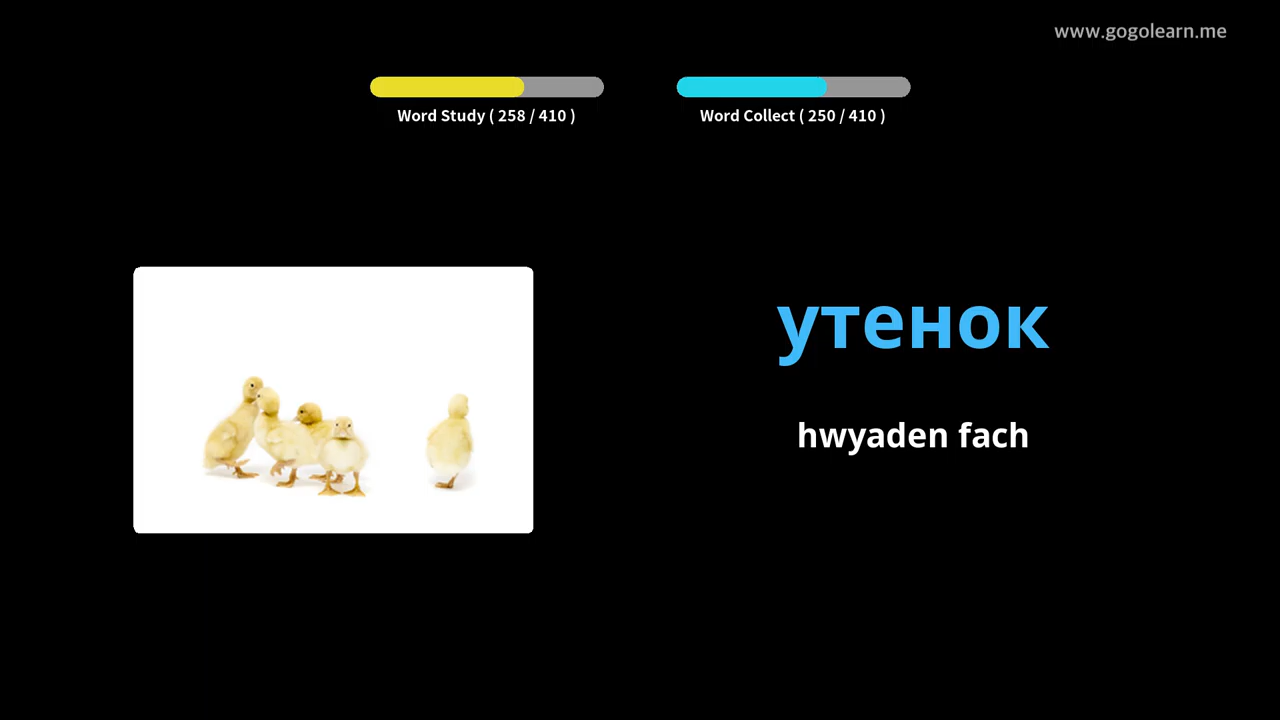 www.gogolearn.me
Word Study ( 258 / 410 )
Word Collect ( 250 / 410 )
утенок
hwyaden fach